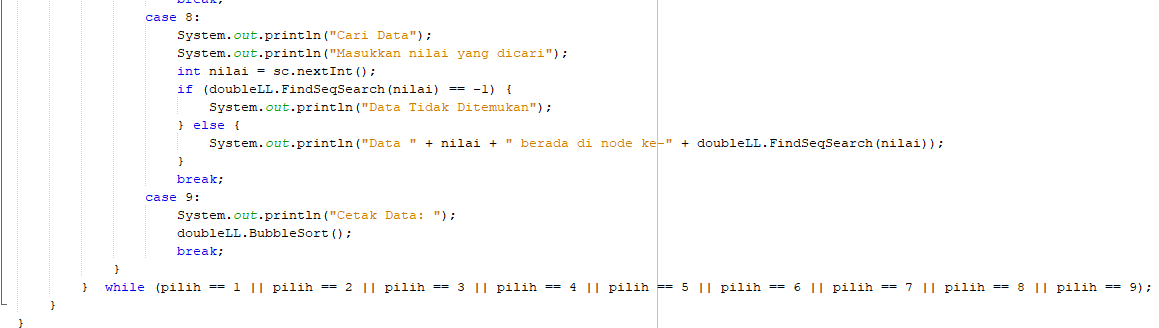 break;
case 8:
System.out.println("Cari Data");
System.out.println("Masukkan nilai yang dicari");
int nilai = sc.nextInt();
if (doubleLL.FindSeqSearch(nilai) == -1) {
System.out.println("Data Tidak Ditemukan");
} else {
System.out.println("Data " + nilai + " berada di node ke-" + doubleLL.FindSeqSearch(nilai));
}
break;
case 9:
System.out.println("Cetak Data: ");
doubleLL.BubbleSort();
break;
}
} while (pilih == 1 || pilih == 2 || pilih == 3 || pilih == 4 || pilih == 5 || pilih == 6 || pilih == 7 || pilih == 8 || pilih == 9);
}
}